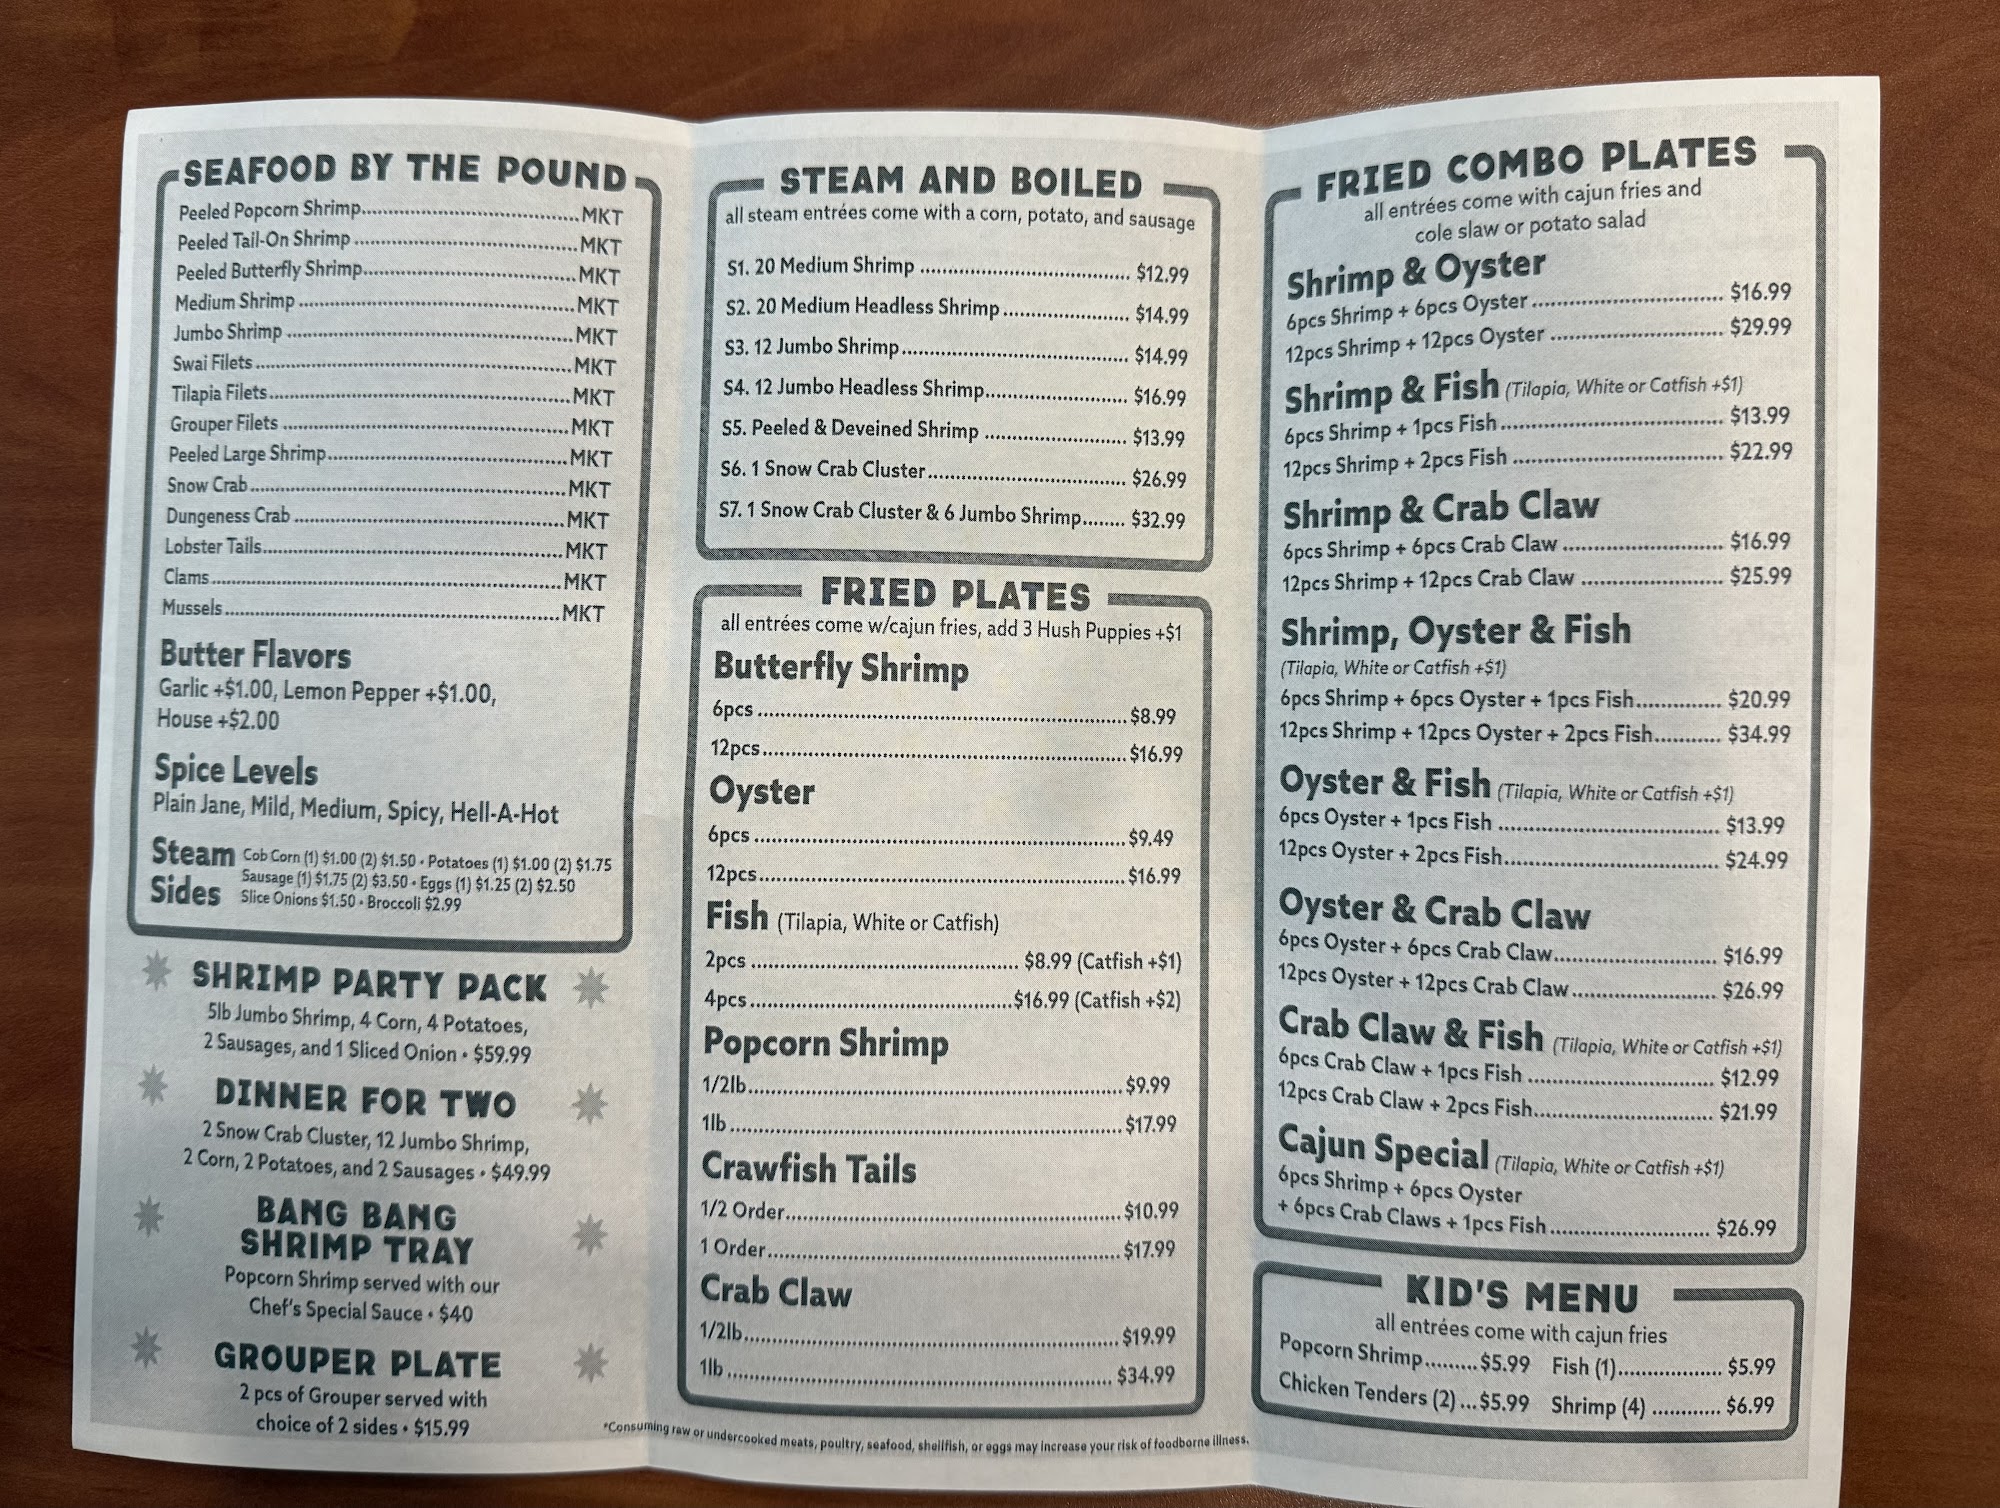 SEAFOOD BY THE POUND
Peeled Popcorn Shrimp.....MKT
Peeled Tail-On Shrimp.....MKT
Peeled Butterfly Shrimp.....MKT
Medium Shrimp.....MKT
Jumbo Shrimp.....MKT
Swai Filets.....MKT
Tilapia Filets.....MKT
Grouper Filets.....MKT
Peeled Large Shrimp.....MKT
Snow Crab.....MKT
Dungeness Crab.....MKT
Lobster Tails.....MKT
Clams.....MKT
Mussels.....MKT
Butter Flavors
Garlic +$1.00, Lemon Pepper +$1.00,
House +$2.00
Spice Levels
Plain Jane, Mild, Medium, Spicy, Hell-A-Hot
Steam Sides
Cob Corn (1) $1.00 (2) $1.50 • Potatoes (1) $1.00 (2) $1.75
Sausage (1) $1.75 (2) $3.50 • Eggs (1) $1.25 (2) $2.50
Slice Onions $1.50 • Broccoli $2.99
SHRIMP PARTY PACK
5lb Jumbo Shrimp, 4 Corn, 4 Potatoes,
2 Sausages, and 1 Sliced Onion • $59.99
DINNER FOR TWO
2 Snow Crab Cluster, 12 Jumbo Shrimp,
2 Corn, 2 Potatoes, and 2 Sausages • $49.99
BANG BANG
SHRIMP TRAY
Popcorn Shrimp served with our
Chef's Special Sauce • $40
GROUPER PLATE
2 pcs of Grouper served with
choice of 2 sides • $15.99
STEAM AND BOILED
all steam entrées come with a corn, potato, and sausage
S1. 20 Medium Shrimp.....$12.99
S2. 20 Medium Headless Shrimp.....$14.99
S3. 12 Jumbo Shrimp.....$14.99
S4. 12 Jumbo Headless Shrimp.....$16.99
S5. Peeled & Deveined Shrimp.....$13.99
S6. 1 Snow Crab Cluster.....$26.99
S7. 1 Snow Crab Cluster & 6 Jumbo Shrimp.....$32.99
FRIED PLATES
all entrées come w/cajun fries, add 3 Hush Puppies +$1
Butterfly Shrimp
6pcs.....$8.99
12pcs.....$16.99
Oyster
6pcs.....$9.49
12pcs.....$16.99
Fish (Tilapia, White or Catfish)
2pcs.....$8.99 (Catfish +$1)
4pcs.....$16.99 (Catfish +$2)
Popcorn Shrimp
1/2lb.....$9.99
1lb.....$17.99
Crawfish Tails
1/2 Order.....$10.99
1 Order.....$17.99
Crab Claw
1/2lb.....$19.99
1lb.....$34.99
*Consuming raw or undercooked meats, poultry, seafood, shellfish, or eggs may increase your risk of foodborne illness.
FRIED COMBO PLATES
all entrées come with cajun fries and
cole slaw or potato salad
Shrimp & Oyster
6pcs Shrimp + 6pcs Oyster.....$16.99
12pcs Shrimp + 12pcs Oyster.....$29.99
Shrimp & Fish (Tilapia, White or Catfish +$1)
6pcs Shrimp + 1pcs Fish.....$13.99
12pcs Shrimp + 2pcs Fish.....$22.99
Shrimp & Crab Claw
6pcs Shrimp + 6pcs Crab Claw.....$16.99
12pcs Shrimp + 12pcs Crab Claw.....$25.99
Shrimp, Oyster & Fish
(Tilapia, White or Catfish +$1)
6pcs Shrimp + 6pcs Oyster + 1pcs Fish.....$20.99
12pcs Shrimp + 12pcs Oyster + 2pcs Fish.....$34.99
Oyster & Fish (Tilapia, White or Catfish +$1)
6pcs Oyster + 1pcs Fish.....$13.99
12pcs Oyster + 2pcs Fish.....$24.99
Oyster & Crab Claw
6pcs Oyster + 6pcs Crab Claw.....$16.99
12pcs Oyster + 12pcs Crab Claw.....$26.99
Crab Claw & Fish (Tilapia, White or Catfish +$1)
6pcs Crab Claw + 1pcs Fish.....$12.99
12pcs Crab Claw + 2pcs Fish.....$21.99
Cajun Special (Tilapia, White or Catfish +$1)
6pcs Shrimp + 6pcs Oyster
+ 6pcs Crab Claws + 1pcs Fish.....$26.99
KID'S MENU
all entrées come with cajun fries
Popcorn Shrimp.....$5.99 Fish (1).....$5.99
Chicken Tenders (2)...$5.99 Shrimp (4).....$6.99